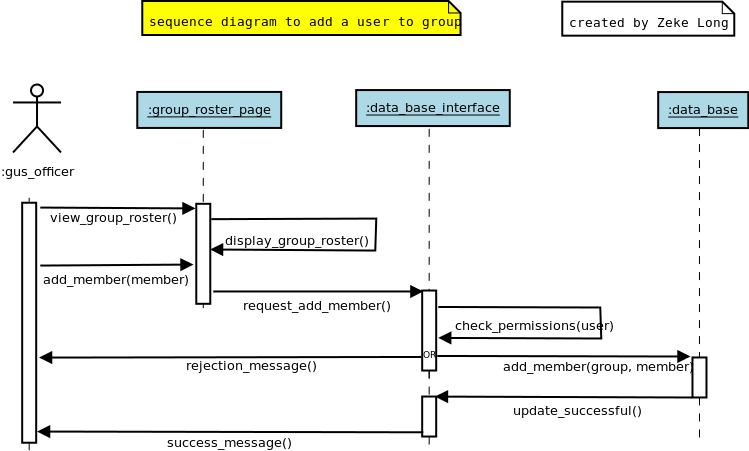 sequence diagram to add a user to group
created by Zeke Long
:gus_officer
:group_roster_page
:data_base_interface
:data_base
view_group_roster()
display_group_roster()
add_member(member)
request_add_member()
check_permissions(user)
OR
rejection_message()
add_member(group, member)
update_successful()
success_message()